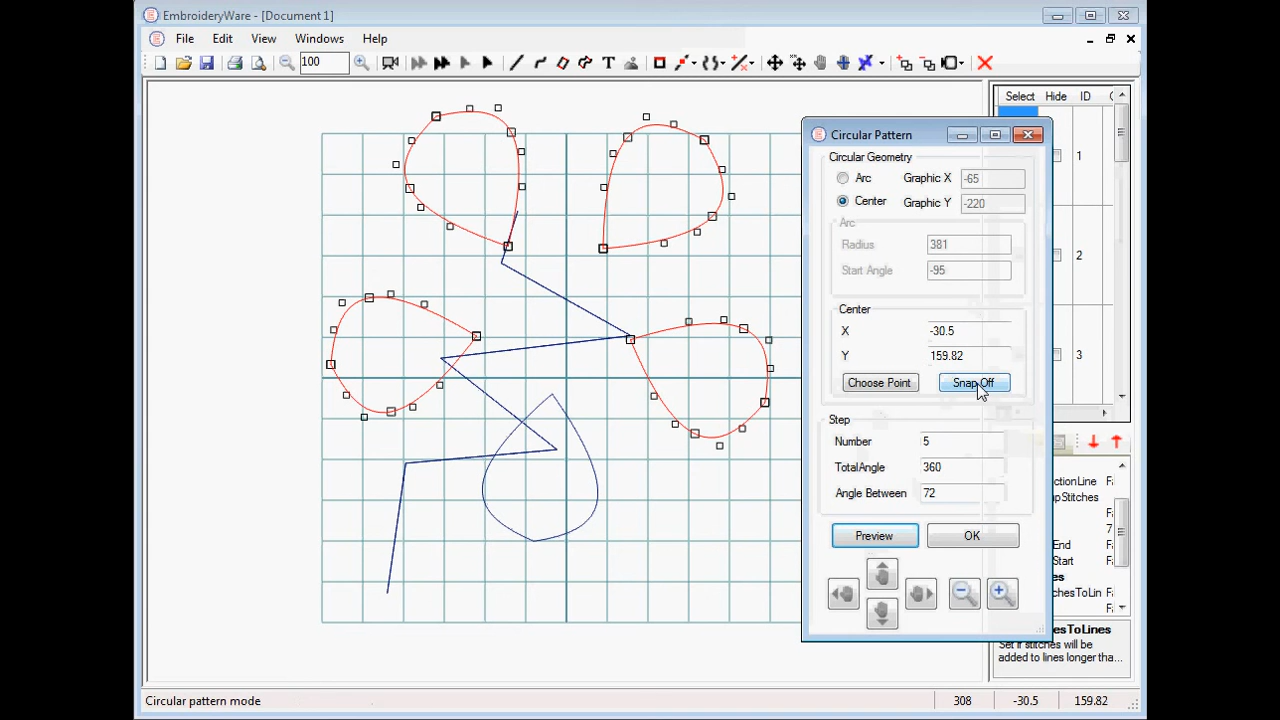 EmbroideryWare - [Document 1]
File Edit View Windows Help
100
Select Hide ID
1
2
3
Circular Pattern
Circular Geometry
Arc Graphic X -65
Center Graphic Y -220
Arc
Radius 381
Start Angle -95
Center
X -30.5
Y 159.82
Choose Point Snap Off
Step
Number 5
TotalAngle 360
Angle Between 72
Preview OK
ctionLine
pStitches
7
End
Start
chesToLin
esToLines
Set if stitches will be
added to lines longer tha...
Circular pattern mode 308 -30.5 159.82